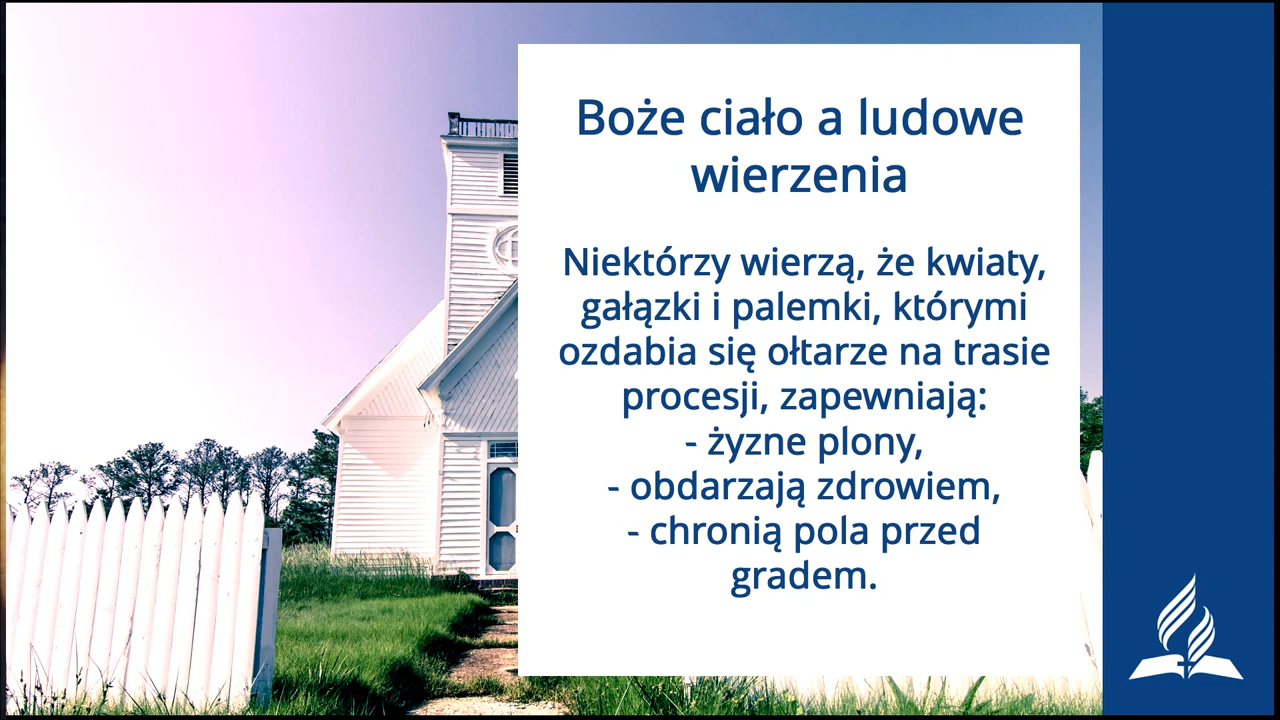 Boże ciało a ludowe
wierzenia
Niektórzy wierzą, że kwiaty,
gałązki i palemki, którymi
ozdabia się ołtarze na trasie
procesji, zapewniają:
- żyzne plony,
- obdarzają zdrowiem,
- chronią pola przed
gradem.